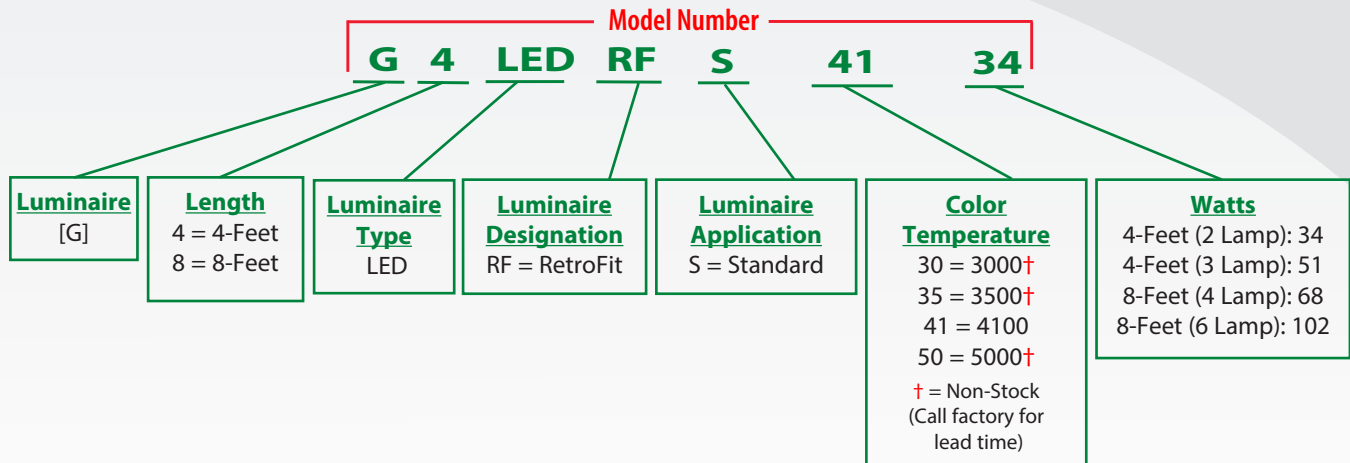 Model Number
G 4 LED RF S 41 34
Luminaire
[G]
Length
4 = 4-Feet
8 = 8-Feet
Luminaire
Type
LED
Luminaire
Designation
RF = RetroFit
Luminaire
Application
S = Standard
Color
Temperature
30 = 3000†
35 = 3500†
41 = 4100
50 = 5000†
† = Non-Stock
(Call factory for
lead time)
Watts
4-Feet (2 Lamp): 34
4-Feet (3 Lamp): 51
8-Feet (4 Lamp): 68
8-Feet (6 Lamp): 102